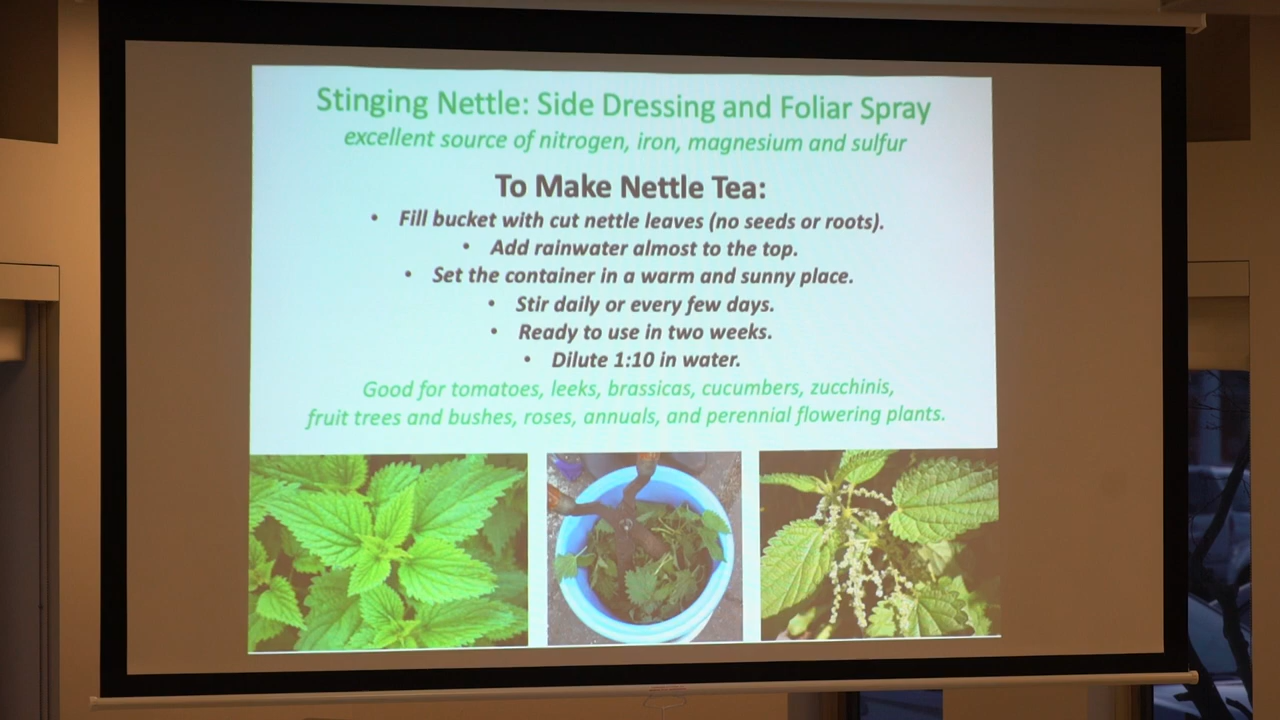 Stinging Nettle: Side Dressing and Foliar Spray
excellent source of nitrogen, iron, magnesium and sulfur
To Make Nettle Tea:
• Fill bucket with cut nettle leaves (no seeds or roots).
• Add rainwater almost to the top.
• Set the container in a warm and sunny place.
• Stir daily or every few days.
• Ready to use in two weeks.
• Dilute 1:10 in water.
Good for tomatoes, leeks, brassicas, cucumbers, zucchinis,
fruit trees and bushes, roses, annuals, and perennial flowering plants.